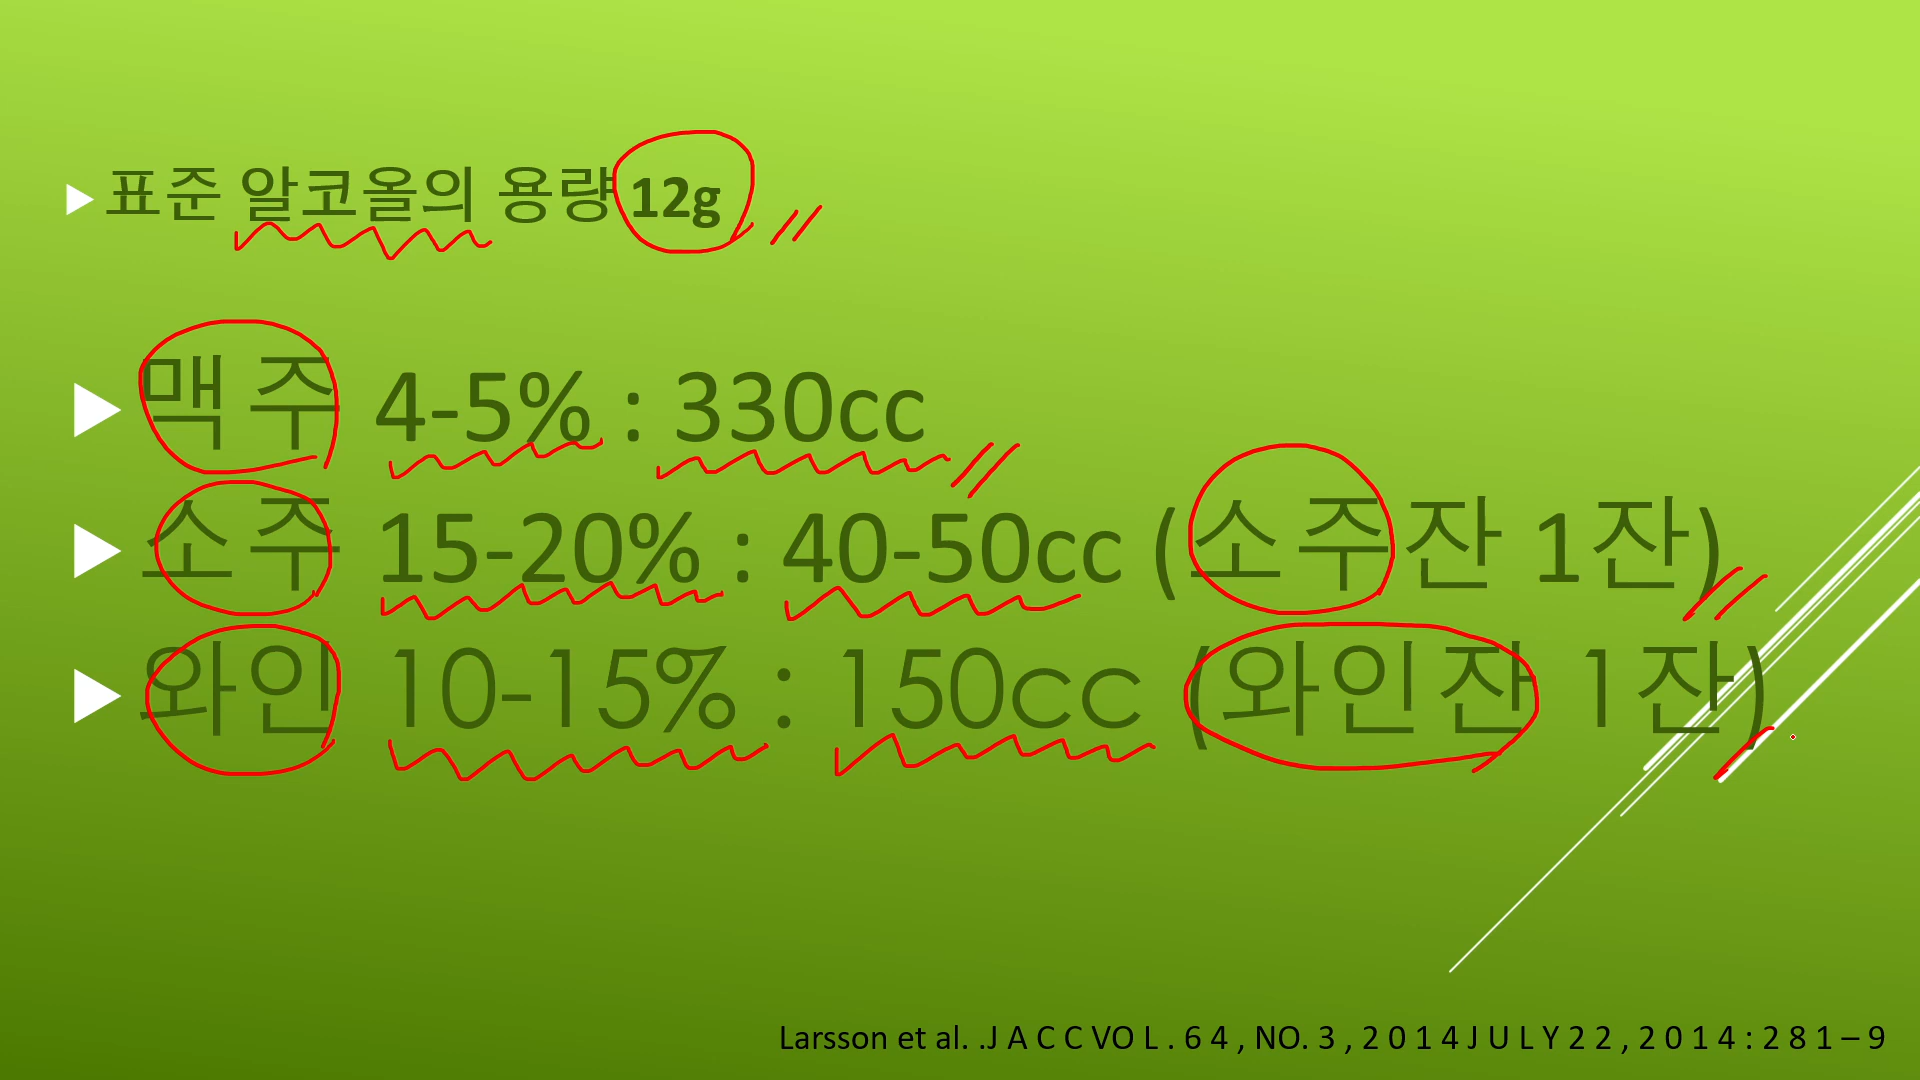 표준 알코올의 용량 12g
맥 주 4-5% : 330cc
소 주 15-20% : 40-50cc (소주잔 1잔)
와인 10-15% : 150cc (와인잔 1잔)
Larsson et al. .J A C C VO L . 6 4 , NO. 3 , 2 0 1 4 J U L Y 2 2 , 2 0 1 4 : 2 8 1 – 9